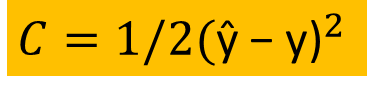 C = 1/2(ŷ – y)²